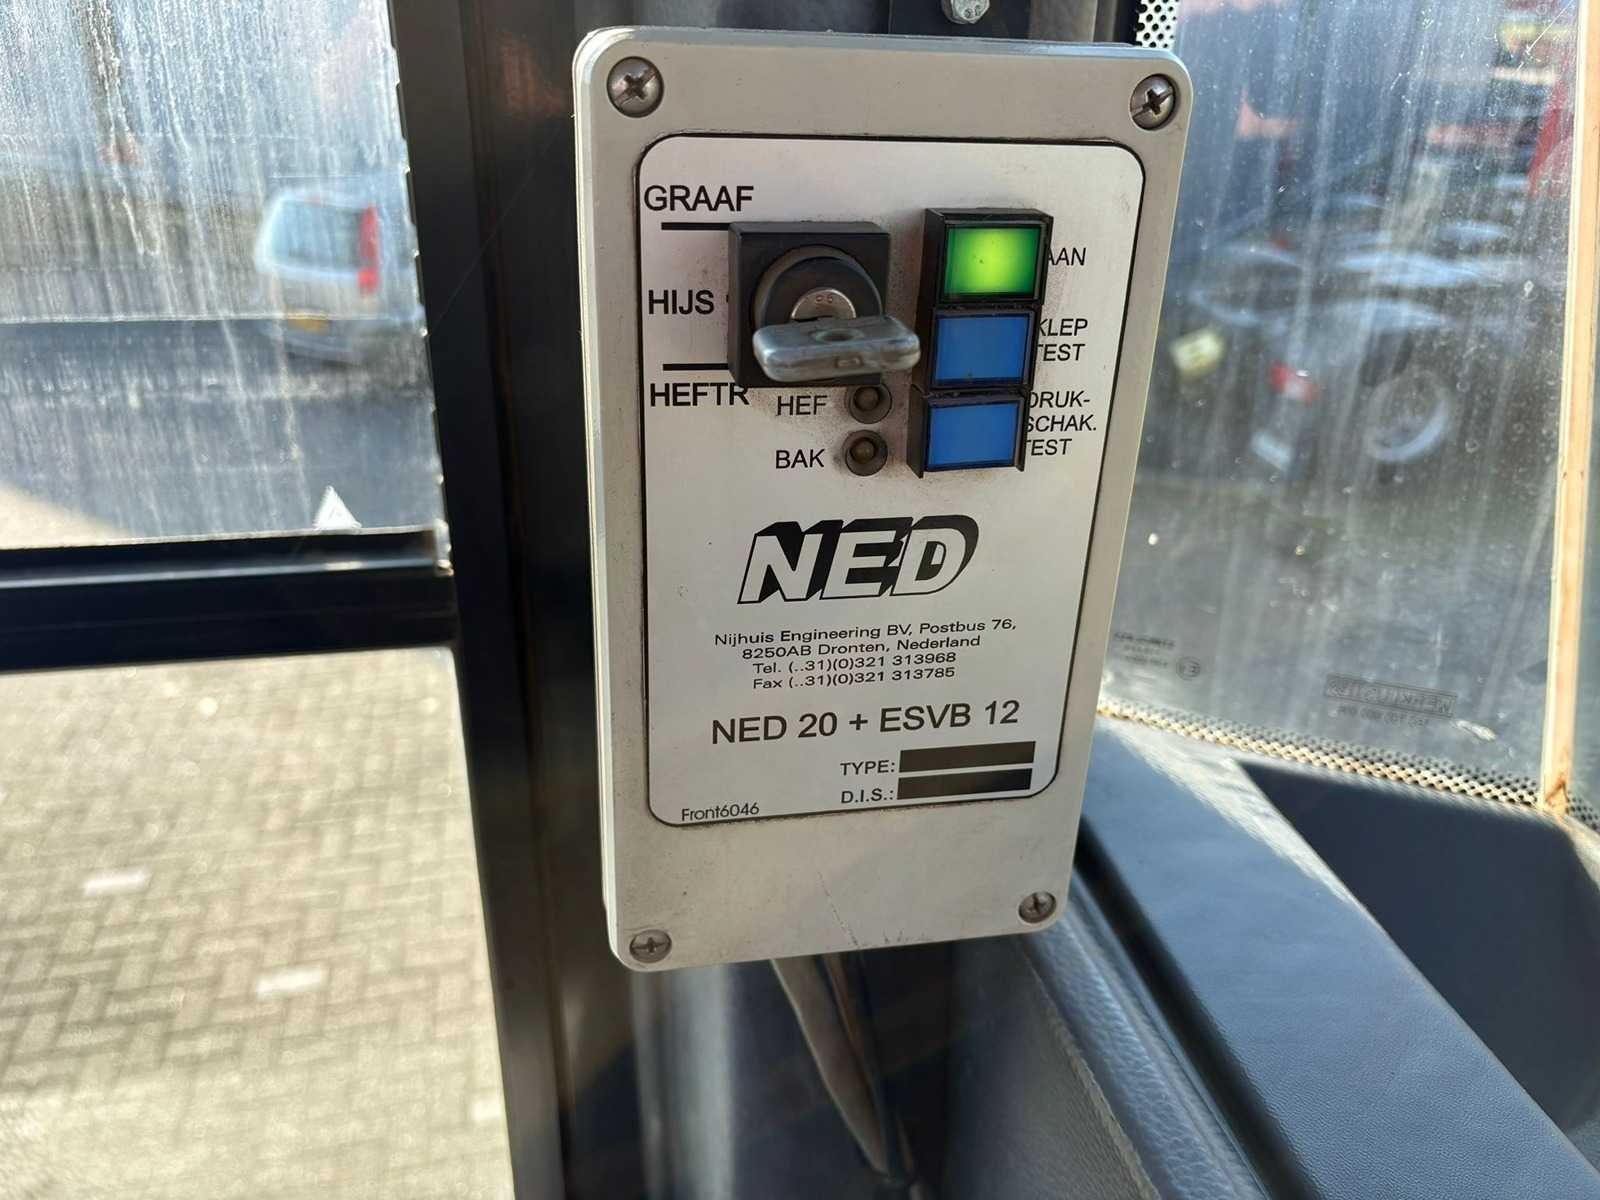 GRAAF
HIJS
HEFTR
HEF
BAK
AAN
KLEP
TEST
DRUK-
SCHAK.
TEST
NED
Nijhuis Engineering BV, Postbus 76,
8250AB Dronten, Nederland
Tel. (..31)(0)321 313968
Fax (..31)(0)321 313785
NED 20 + ESVB 12
TYPE:
D.I.S.:
Front6046